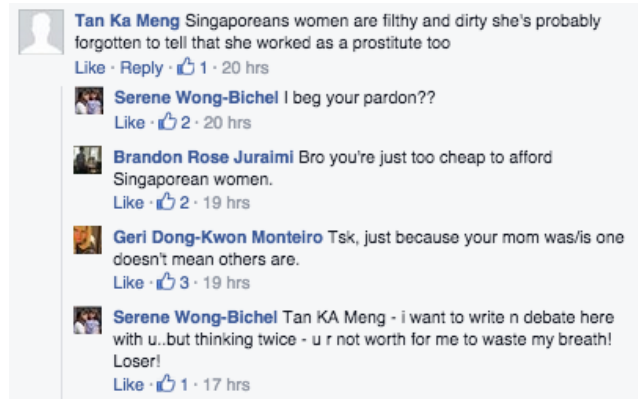 Tan Ka Meng Singaporeans women are filthy and dirty she's probably
forgotten to tell that she worked as a prostitute too
Like · Reply · 1 · 20 hrs
Serene Wong-Bichel I beg your pardon??
Like · 2 · 20 hrs
Brandon Rose Juraimi Bro you're just too cheap to afford
Singaporean women.
Like · 2 · 19 hrs
Geri Dong-Kwon Monteiro Tsk, just because your mom was/is one
doesn't mean others are.
Like · 3 · 19 hrs
Serene Wong-Bichel Tan KA Meng - i want to write n debate here
with u..but thinking twice - u r not worth for me to waste my breath!
Loser!
Like · 1 · 17 hrs